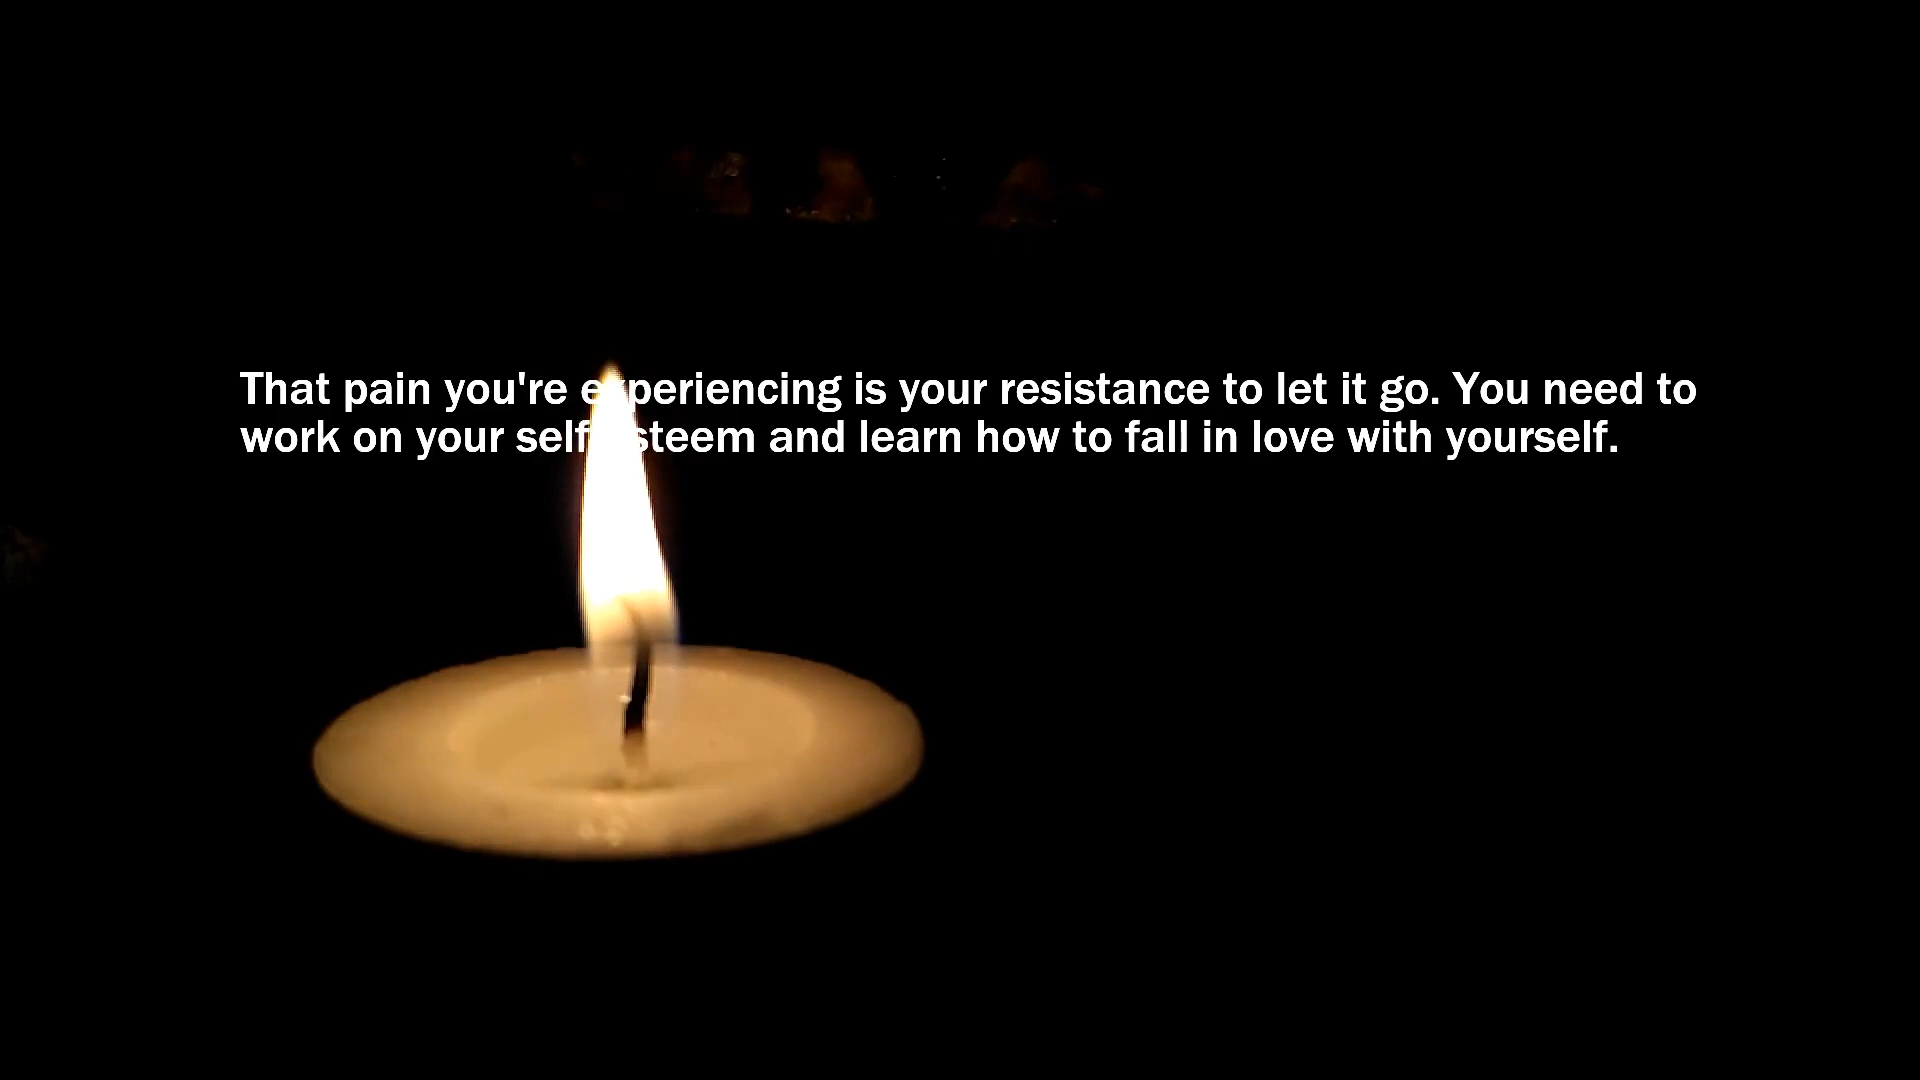 That pain you're experiencing is your resistance to let it go. You need to
work on your self-esteem and learn how to fall in love with yourself.